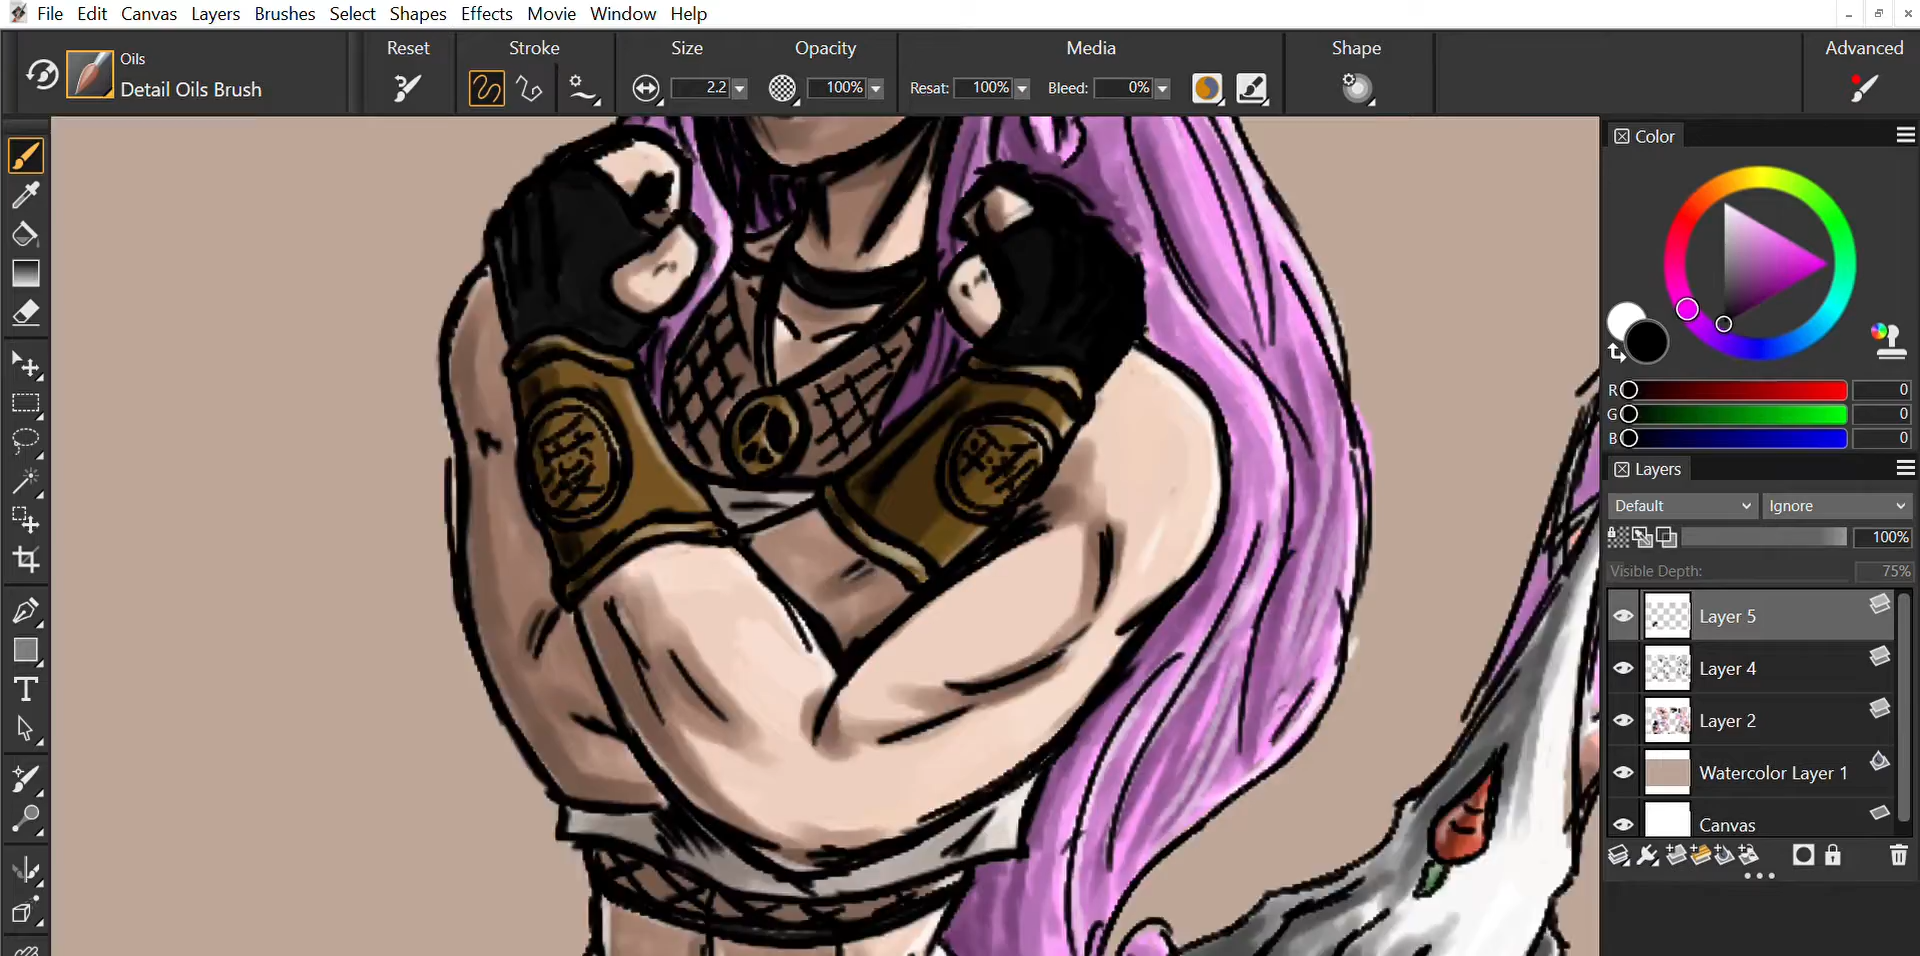 File Edit Canvas Layers Brushes Select Shapes Effects Movie Window Help
Oils
Detail Oils Brush
Reset
Stroke
Size
2.2
Opacity
100%
Media
Resat: 100% Bleed: 0%
Shape
Advanced
Color
R 0
G 0
B 0
Layers
Default Ignore
100%
Visible Depth: 75%
Layer 5
Layer 4
Layer 2
Watercolor Layer 1
Canvas
T
愛